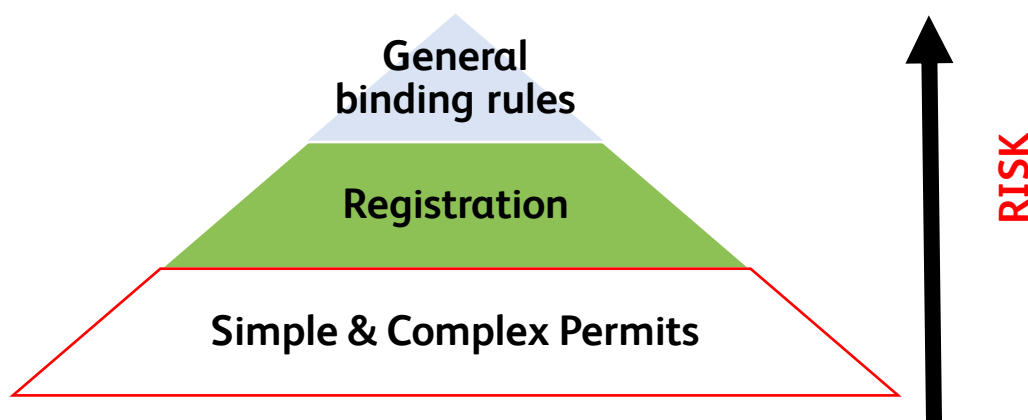 General
binding rules
Registration
Simple & Complex Permits
RISK